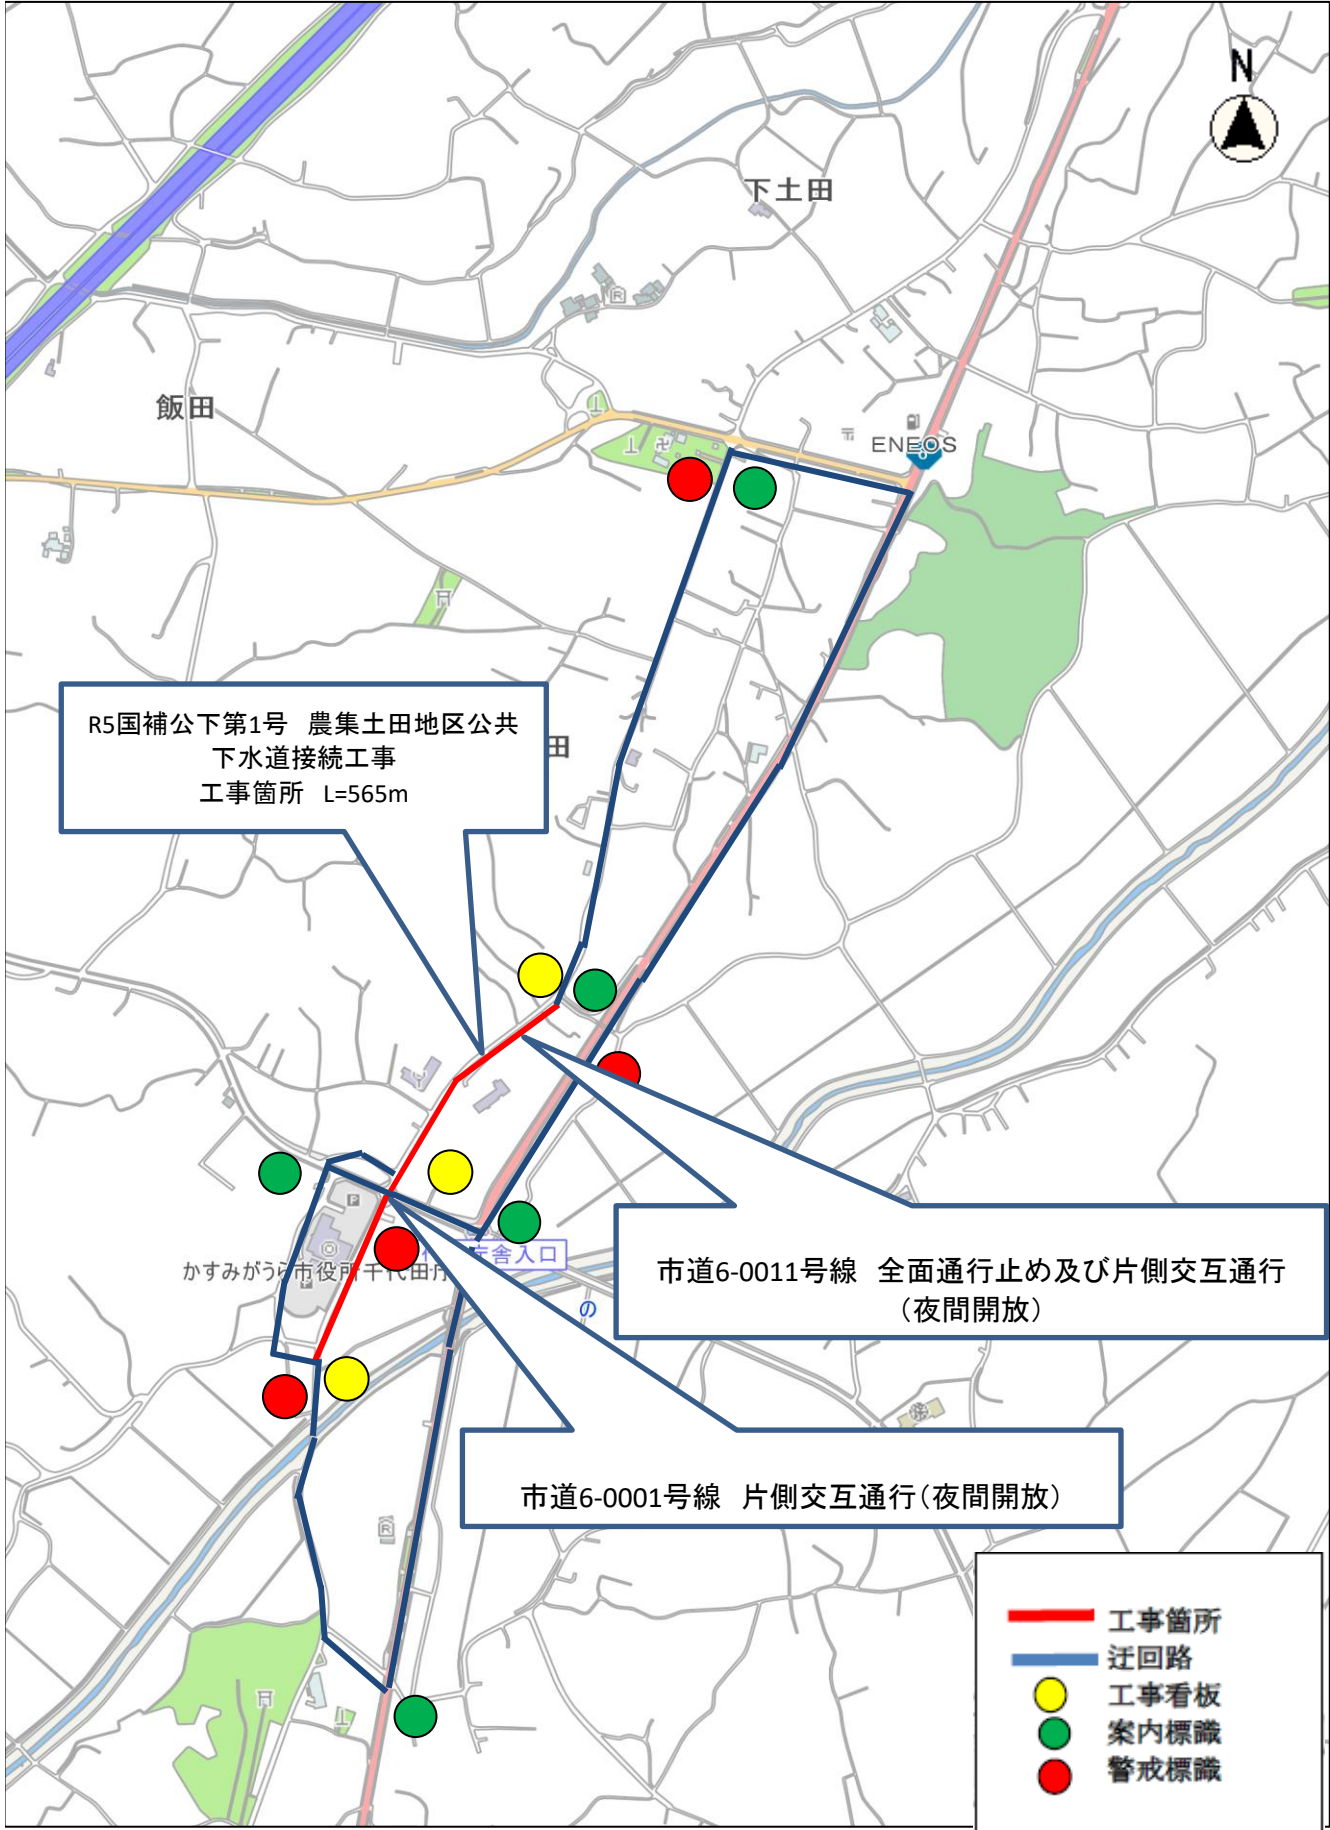 N
下土田
飯田
ENEOS
R5国補公下第1号　農集土田地区公共
下水道接続工事
工事箇所　L=565m
田
P
かすみがうら市役所千代田庁
舎入口
の
市道6-0011号線　全面通行止め及び片側交互通行
（夜間開放）
市道6-0001号線　片側交互通行（夜間開放）
工事箇所
迂回路
工事看板
案内標識
警戒標識